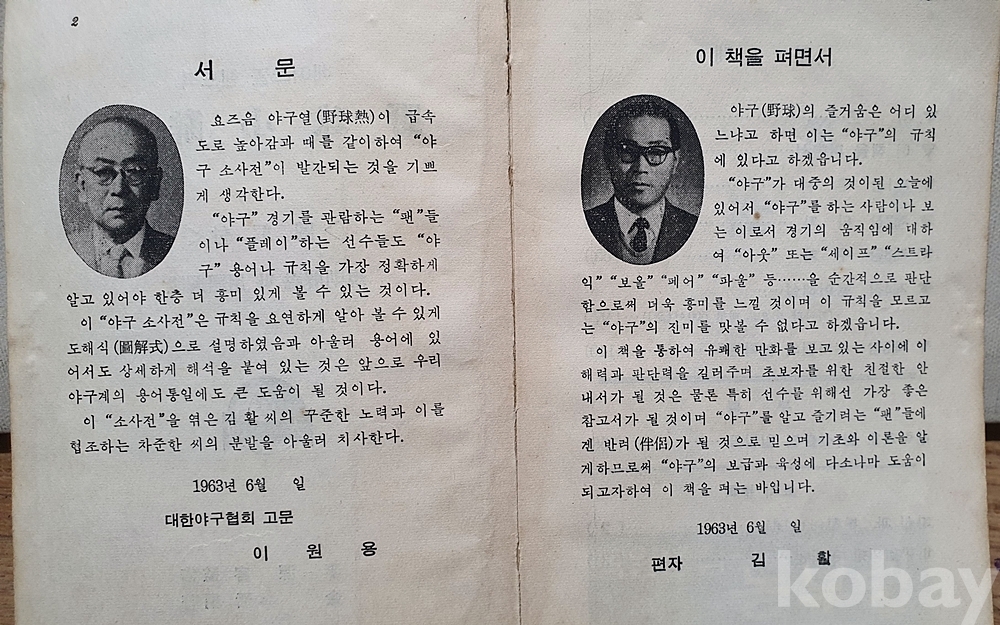 2
서 문
요즈음 야구열(野球熱)이 급속
도로 높아감과 때를 같이하여 “야
구 소사전”이 발간되는 것을 기쁘
게 생각한다.
“야구” 경기를 관람하는 “팬”들
이나 “플레이”하는 선수들도 “야
구” 용어나 규칙을 가장 정확하게
알고 있어야 한층 더 흥미 있게 볼 수 있는 것이다.
이 “야구 소사전”은 규칙을 요연하게 알아 볼 수 있게
도해식(圖解式)으로 설명하였음과 아울러 용어에 있
어서도 상세하게 해석을 붙여 있는 것은 앞으로 우리
야구계의 용어통일에도 큰 도움이 될 것이다.
이 “소사전”을 엮은 김 활 씨의 꾸준한 노력과 이를
협조하는 차준한 씨의 분발을 아울러 치사한다.
1963년 6월 일
대한야구협회 고문
이 원 용
이 책을 펴면서
야구(野球)의 즐거움은 어디 있
느냐고 하면 이는 “야구”의 규칙
에 있다고 하겠읍니다.
“야구”가 대중의 것이된 오늘에
있어서 “야구”를 하는 사람이나 보
는 이로서 경기의 움직임에 대하
여 “아웃” 또는 “세이프” “스트라
익” “보올” “페어” “파울” 등……을 순간적으로 판단
함으로써 더욱 흥미를 느낄 것이며 이 규칙을 모르고
는 “야구”의 진미를 맛볼 수 없다고 하겠읍니다.
이 책을 통하여 유쾌한 만화를 보고 있는 사이에 이
해력과 판단력을 길러주며 초보자를 위한 친절한 안
내서가 될 것은 물론 특히 선수를 위해선 가장 좋은
참고서가 될 것이며 “야구”를 알고 즐기려는 “팬”들에
겐 반려(伴侶)가 될 것으로 믿으며 기초와 이론을 알
게하므로써 “야구”의 보급과 육성에 다소나마 도움이
되고자하여 이 책을 펴는 바입니다.
1963년 6월 일
편자 김 활
kobay